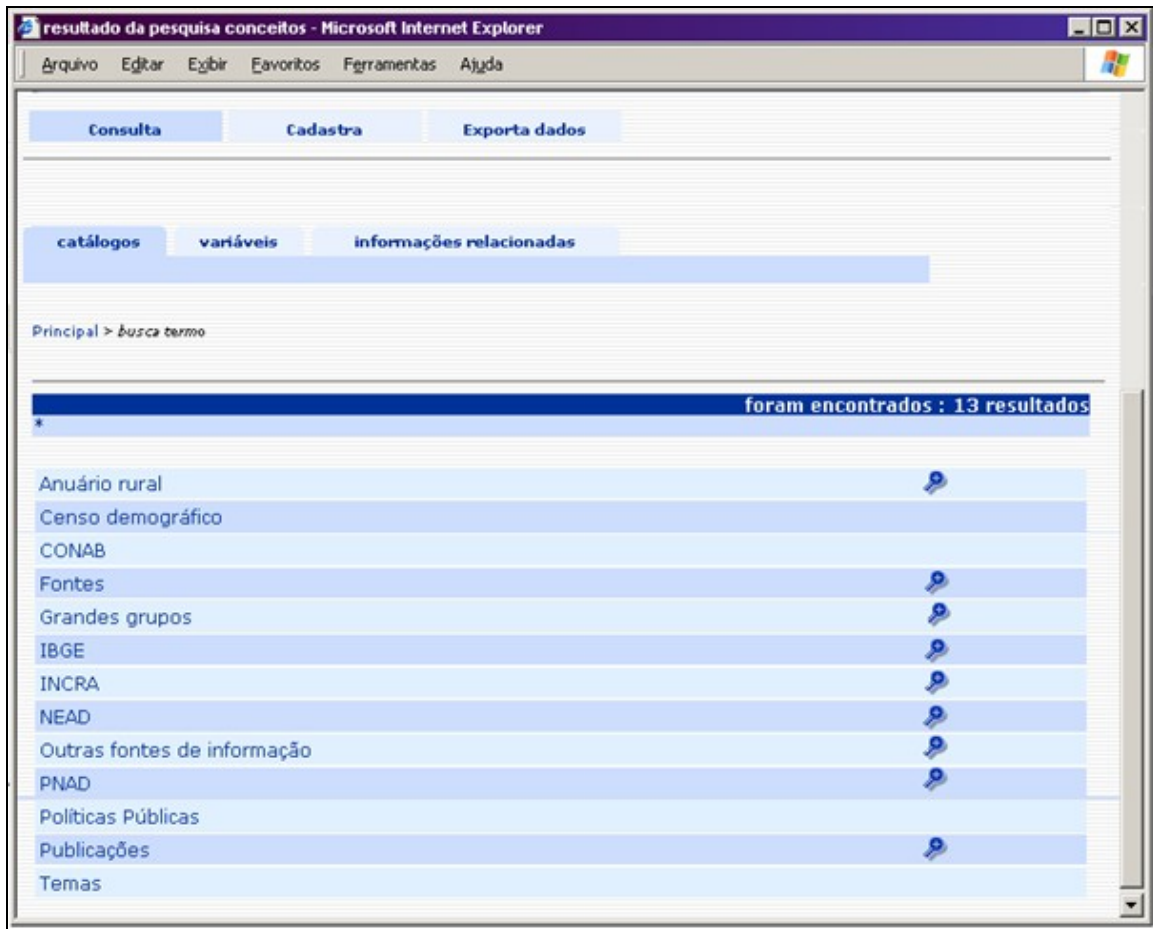 resultado da pesquisa conceitos - Microsoft Internet Explorer
Arquivo Editar Exibir Favoritos Ferramentas Ajuda
Consulta Cadastra Exporta dados
catálogos variáveis informações relacionadas
Principal > busca termo
foram encontrados : 13 resultados
*
Anuário rural
Censo demográfico
CONAB
Fontes
Grandes grupos
IBGE
INCRA
NEAD
Outras fontes de informação
PNAD
Políticas Públicas
Publicações
Temas